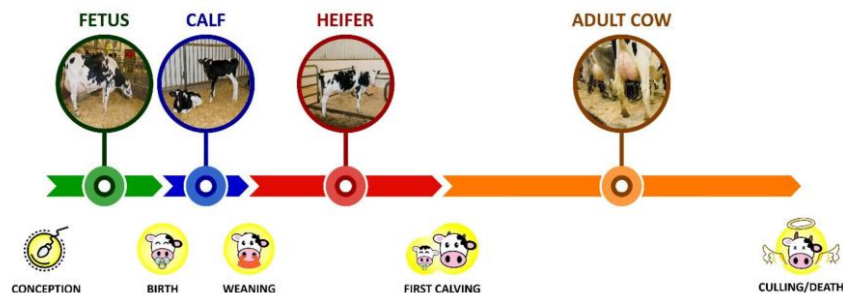 FETUS
CALF
HEIFER
ADULT COW
CONCEPTION
BIRTH
WEANING
FIRST CALVING
CULLING/DEATH